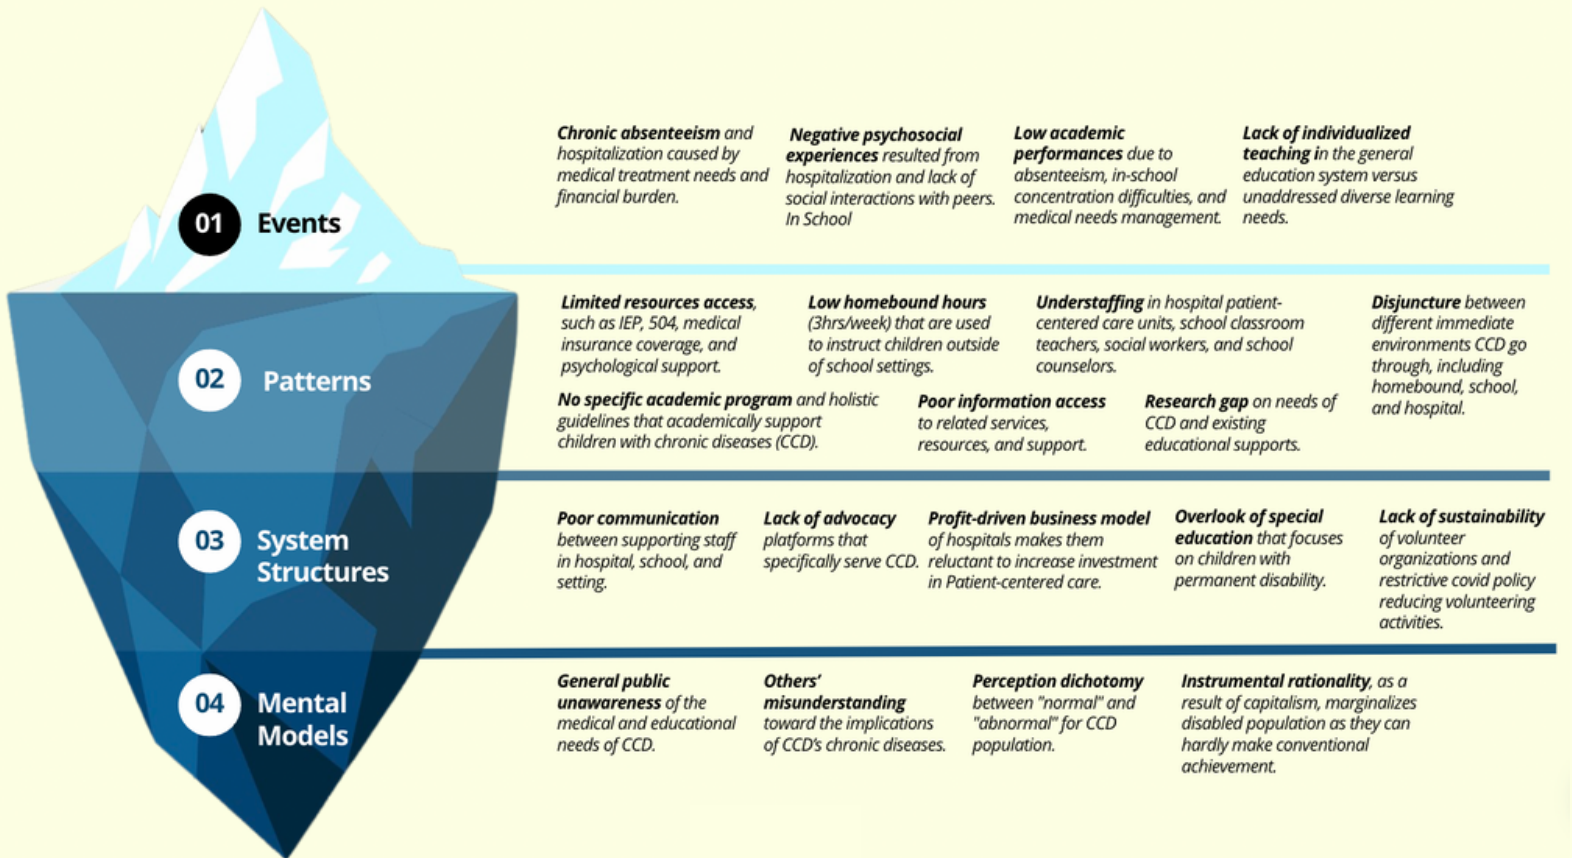 01
Events
Chronic absenteeism and
hospitalization caused by
medical treatment needs and
financial burden.
Negative psychosocial
experiences resulted from
hospitalization and lack of
social interactions with peers.
In School
Low academic
performances due to
absenteeism, in-school
concentration difficulties, and
medical needs management.
Lack of individualized
teaching in the general
education system versus
unaddressed diverse learning
needs.
02
Patterns
Limited resources access,
such as IEP, 504, medical
insurance coverage, and
psychological support.
Low homebound hours
(3hrs/week) that are used
to instruct children outside
of school settings.
Understaffing in hospital patient-
centered care units, school classroom
teachers, social workers, and school
counselors.
Disjuncture between
different immediate
environments CCD go
through, including
homebound, school,
and hospital.
No specific academic program and holistic
guidelines that academically support
children with chronic diseases (CCD).
Poor information access
to related services,
resources, and support.
Research gap on needs of
CCD and existing
educational supports.
03
System
Structures
Poor communication
between supporting staff
in hospital, school, and
setting.
Lack of advocacy
platforms that
specifically serve CCD.
Profit-driven business model
of hospitals makes them
reluctant to increase investment
in Patient-centered care.
Overlook of special
education that focuses
on children with
permanent disability.
Lack of sustainability
of volunteer
organizations and
restrictive covid policy
reducing volunteering
activities.
04
Mental
Models
General public
unawareness of the
medical and educational
needs of CCD.
Others'
misunderstanding
toward the implications
of CCD's chronic diseases.
Perception dichotomy
between "normal" and
"abnormal" for CCD
population.
Instrumental rationality, as a
result of capitalism, marginalizes
disabled population as they can
hardly make conventional
achievement.